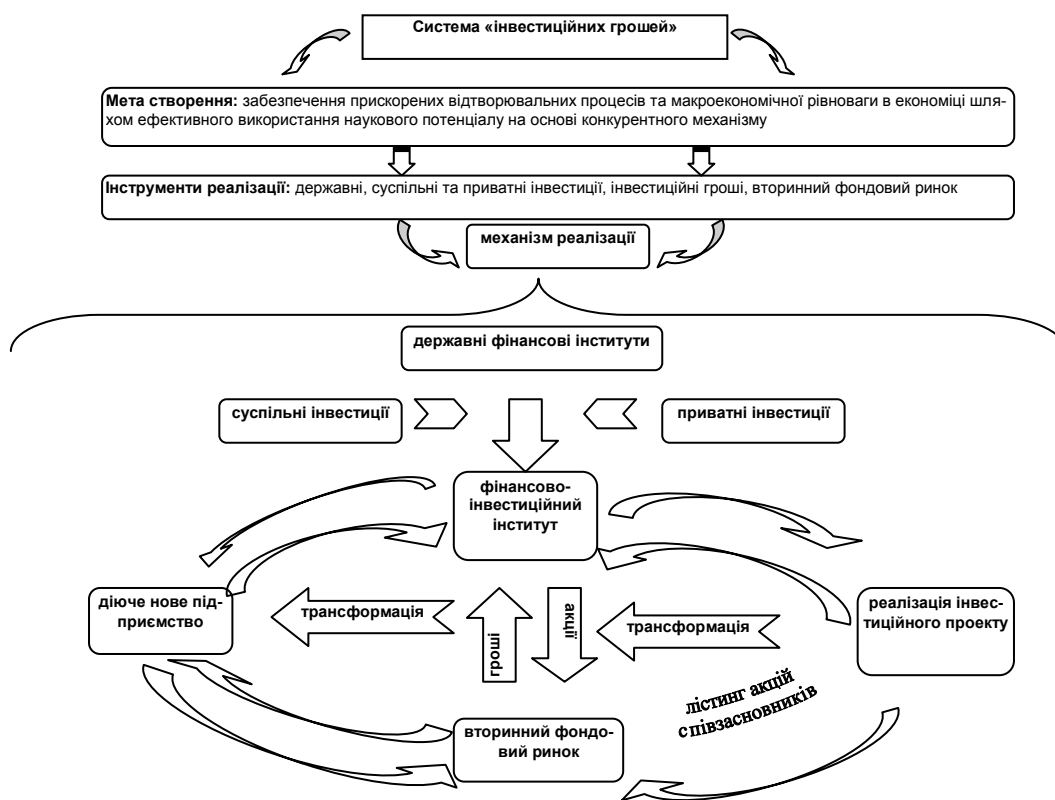 Система «інвестиційних грошей»
Мета створення: забезпечення прискорених відтворювальних процесів та макроекономічної рівноваги в економіці шля-
хом ефективного використання наукового потенціалу на основі конкурентного механізму
Інструменти реалізації: державні, суспільні та приватні інвестиції, інвестиційні гроші, вторинний фондовий ринок
механізм реалізації
державні фінансові інститути
суспільні інвестиції
приватні інвестиції
фінансово-
інвестиційний
інститут
діюче нове під-
приємство
трансформація
гроші
акції
трансформація
реалізація інвес-
тиційного проекту
лістинг акцій
співзасновників
вторинний фондо-
вий ринок